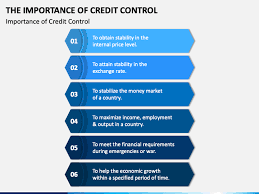 THE IMPORTANCE OF CREDIT CONTROL
Importance of Credit Control
01
To obtain stability in the
internal price level.
02
To attain stability in the
exchange rate.
03
To stabilize the money market
of a country.
04
To maximize income, employment
& output in a country.
05
To meet the financial requirements
during emergencies or war.
06
To help the economic growth
within a specified period of time.